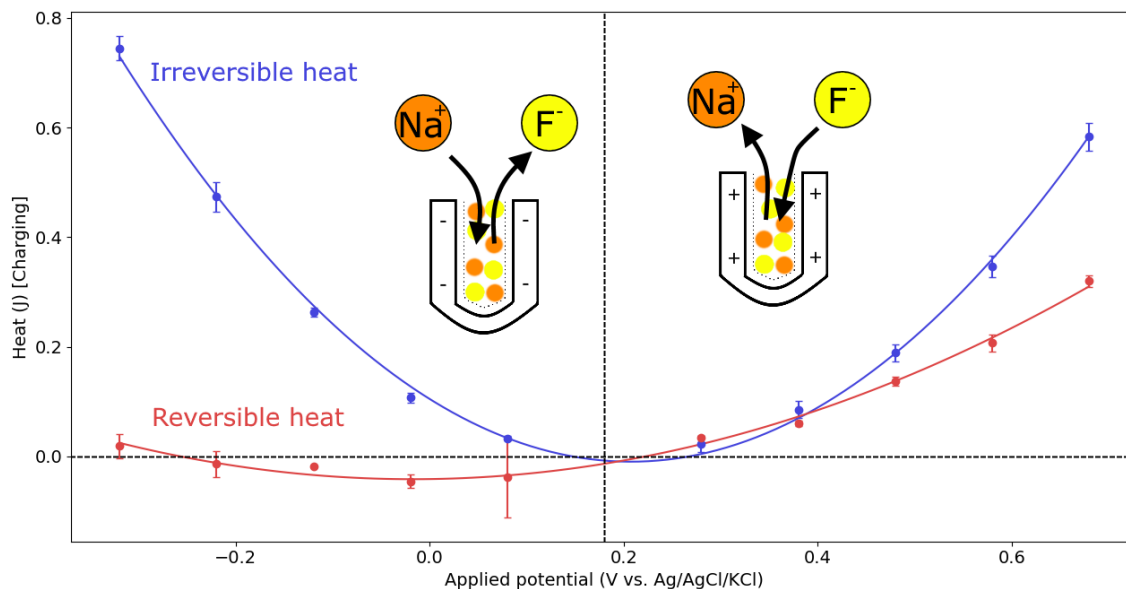 0.8
0.6
0.4
0.2
0.0
Heat (J) [Charging]
Irreversible heat
Reversible heat
Na+
F-
- -
- -
Na+
F-
+ +
+ +
−0.2
0.0
0.2
0.4
0.6
Applied potential (V vs. Ag/AgCl/KCl)